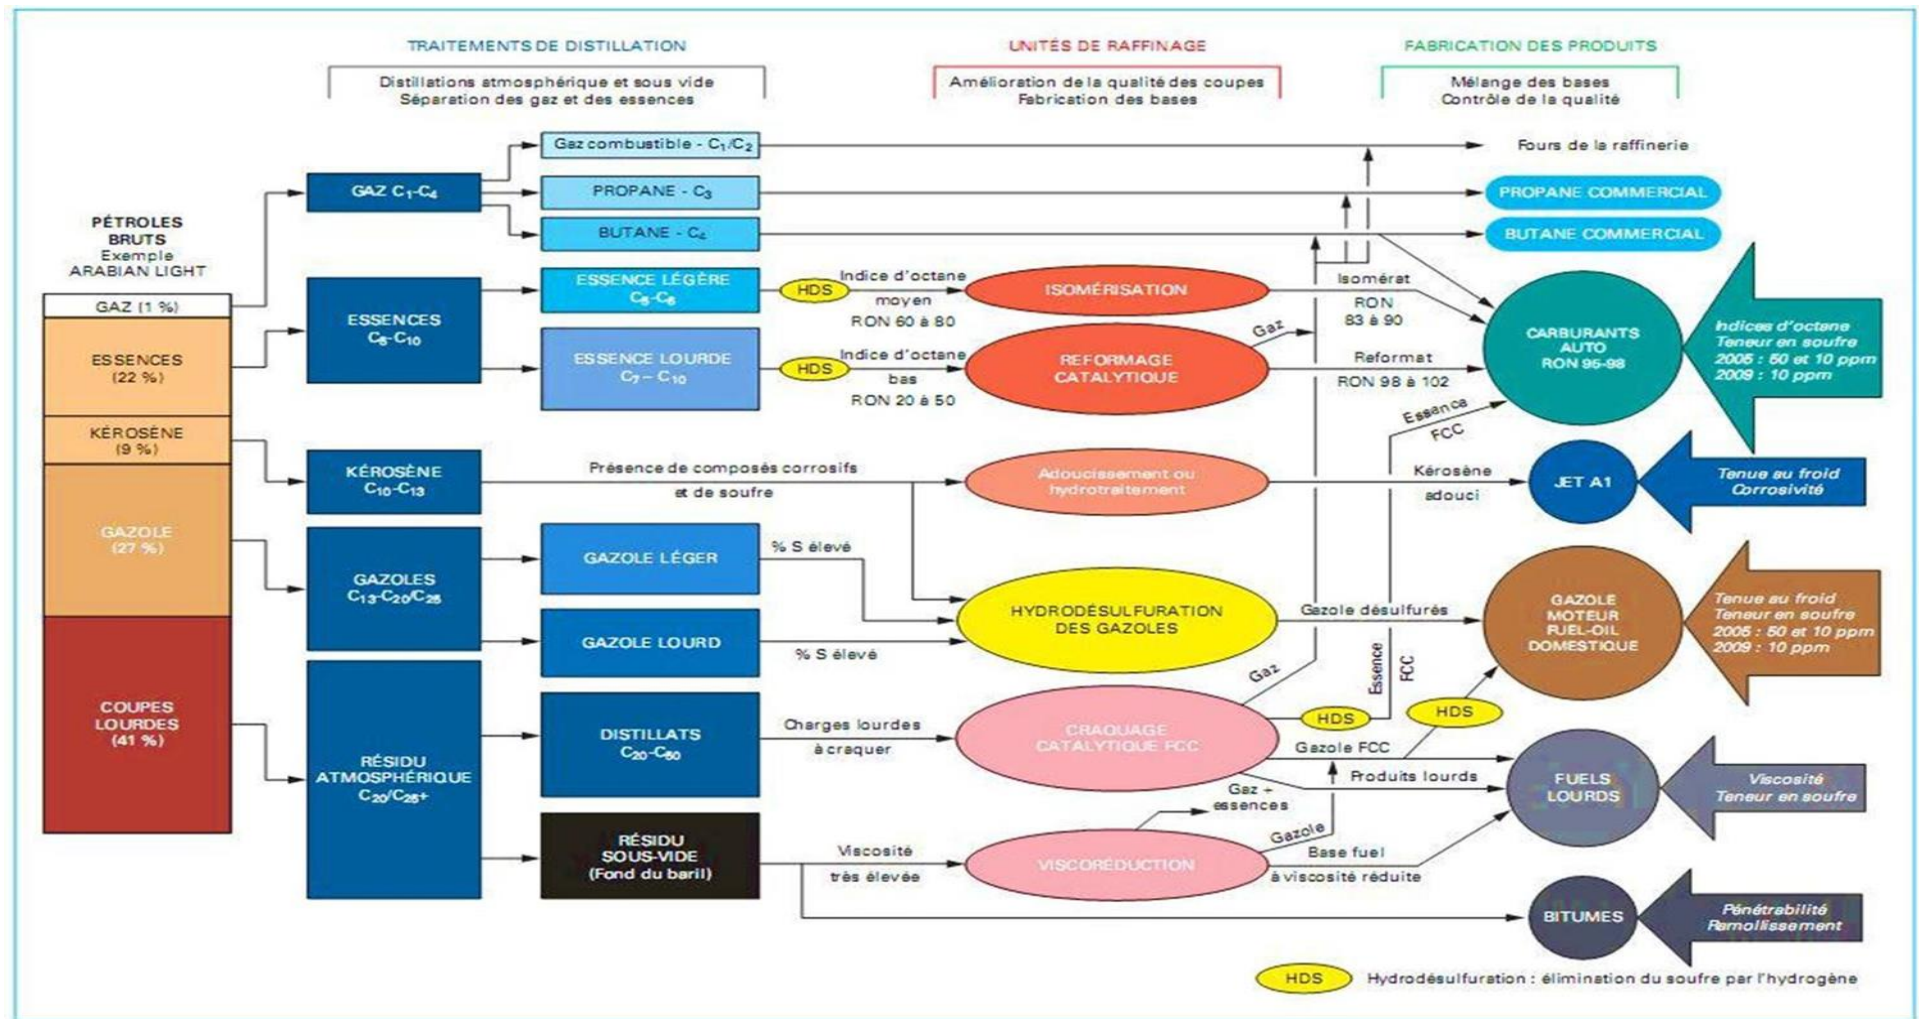 TRAITEMENTS DE DISTILLATION
Distillations atmosphérique et sous vide
Séparation des gaz et des essences
UNITÉS DE RAFFINAGE
Amélioration de la qualité des coupes
Fabrication des bases
FABRICATION DES PRODUITS
Mélange des bases
Contrôle de la qualité
PÉTROLES
BRUTS
Exemple
ARABIAN LIGHT
GAZ (1 %)
ESSENCES
(22 %)
KÉROSÈNE
(9 %)
GAZOLE
(27 %)
COUPES
LOURDES
(41 %)
GAZ C1-C4
ESSENCES
C5-C10
KÉROSÈNE
C10-C13
GAZOLES
C13-C20/C25
RÉSIDU
ATMOSPHÉRIQUE
C20/C25+
Gaz combustible - C1/C2
PROPANE - C3
BUTANE - C4
ESSENCE LÉGÈRE
C5-C6
ESSENCE LOURDE
C7 – C10
GAZOLE LÉGER
GAZOLE LOURD
DISTILLATS
C20-C50
RÉSIDU
SOUS-VIDE
(Fond du baril)
HDS
Indice d'octane
moyen
RON 60 à 80
HDS
Indice d'octane
bas
RON 20 à 50
Présence de composés corrosifs
et de soufre
% S élevé
% S élevé
Charges lourdes
à craquer
Viscosité
très élevée
ISOMÉRISATION
REFORMAGE
CATALYTIQUE
Adoucissement ou
hydrotraitement
HYDRODÉSULFURATION
DES GAZOLES
CRAQUAGE
CATALYTIQUE FCC
VISCORÉDUCTION
Isomérat
RON
83 à 90
Gaz
Reformat
RON 98 à 102
Essence
FCC
Kérosène
adouci
Gazole désulfurés
Gaz
Essence
FCC
HDS
HDS
Gazole FCC
Produits lourds
Gaz +
essences
Gazole
Base fuel
à viscosité réduite
Fours de la raffinerie
PROPANE COMMERCIAL
BUTANE COMMERCIAL
CARBURANTS
AUTO
RON 95-98
JET A1
GAZOLE
MOTEUR
FUEL-OIL
DOMESTIQUE
FUELS
LOURDS
BITUMES
Indices d'octane
Teneur en soufre
2005 : 50 et 10 ppm
2009 : 10 ppm
Tenue au froid
Corrosivité
Tenue au froid
Teneur en soufre
2005 : 50 et 10 ppm
2009 : 10 ppm
Viscosité
Teneur en soufre
Pénétrabilité
Ramollissement
HDS
Hydrodésulfuration : élimination du soufre par l'hydrogène